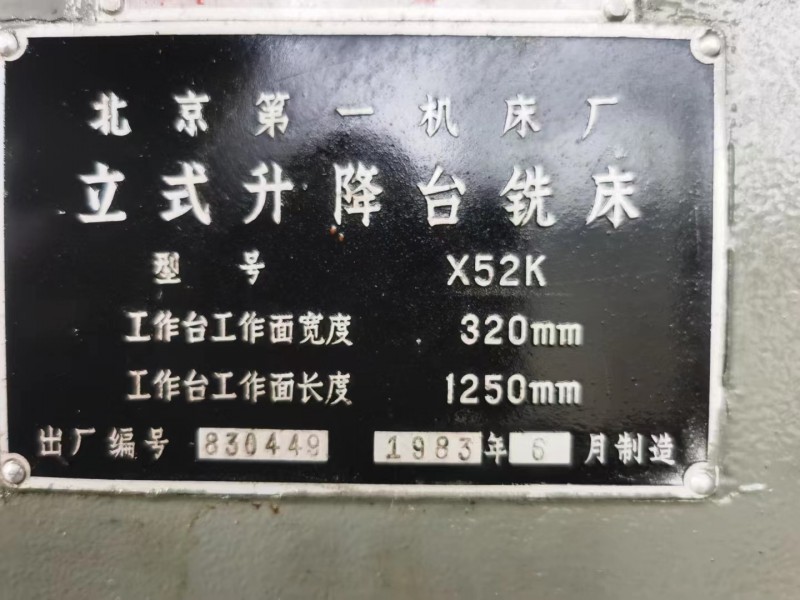 北京第一机床厂
立式升降台铣床
型号 X52K
工作台工作面宽度 320mm
工作台工作面长度 1250mm
出厂编号 830449 1983年6月制造